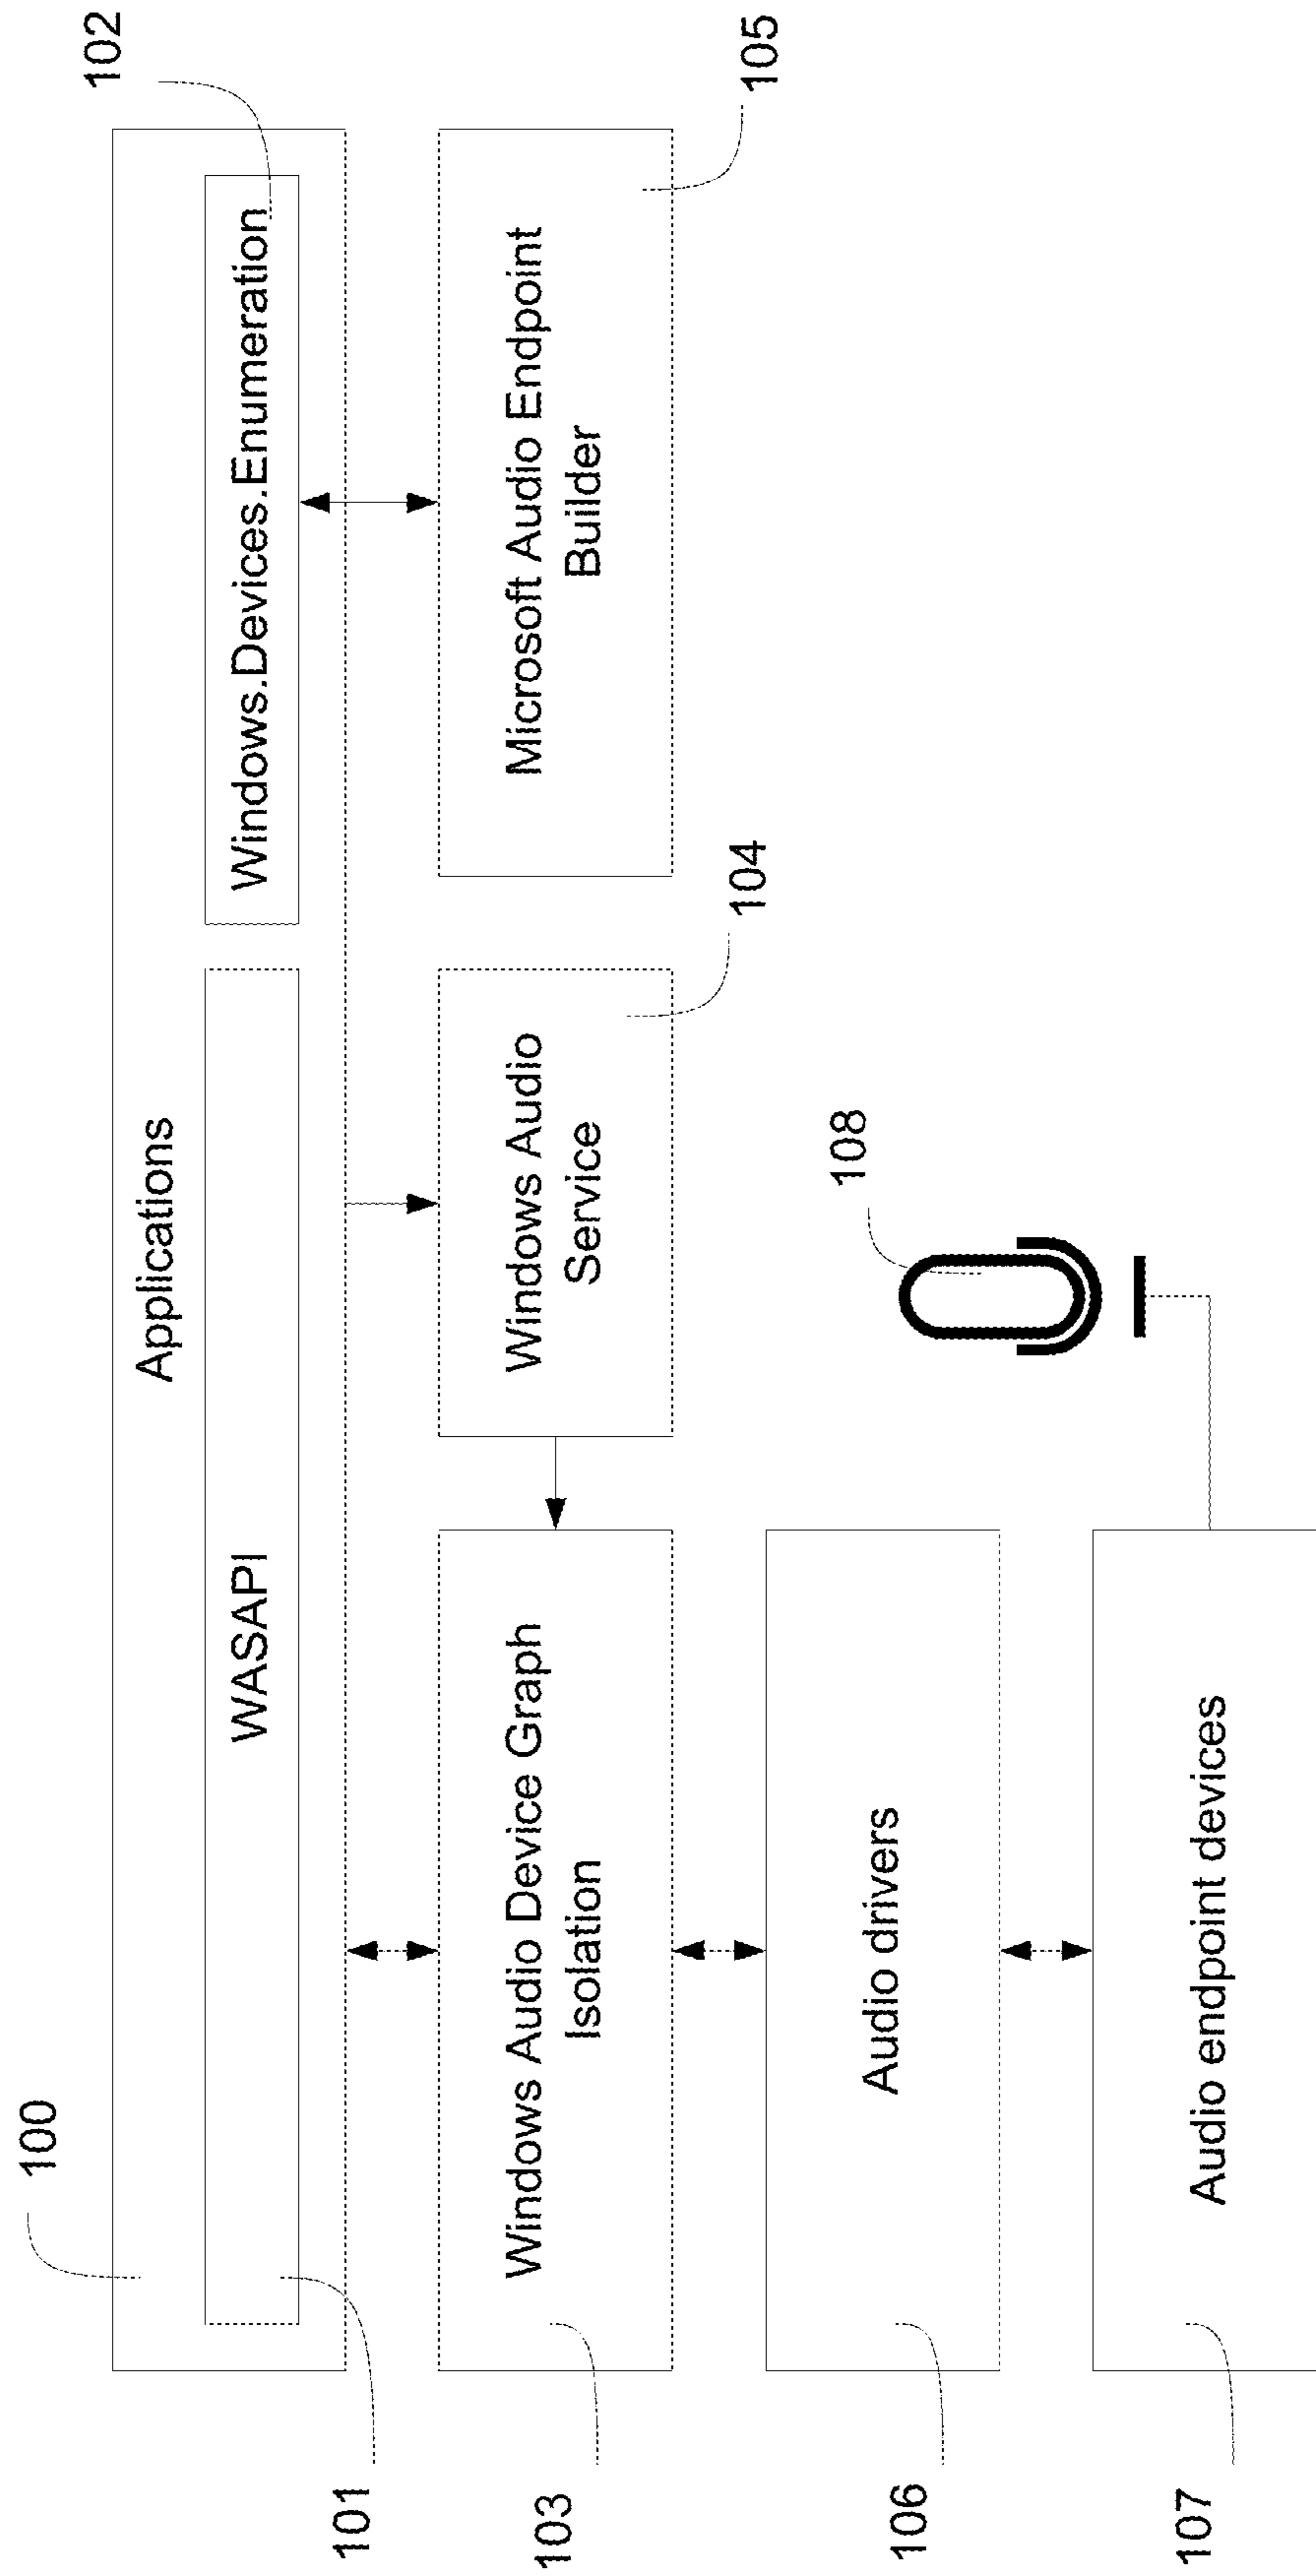 100
102
Applications
WASAPI
Windows.Devices.Enumeration
101
103
Windows Audio Device Graph
Isolation
Windows Audio
Service
104
Microsoft Audio Endpoint
Builder
105
106
Audio drivers
108
107
Audio endpoint devices